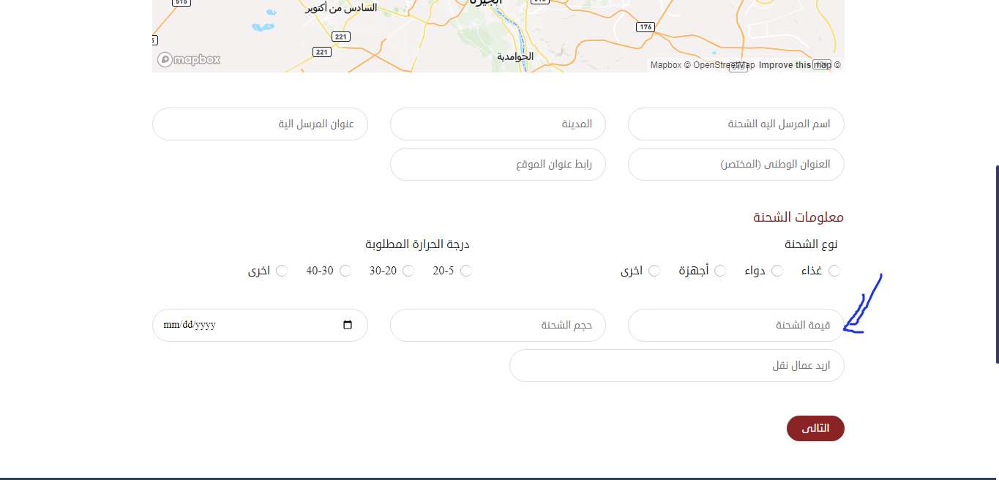 515
السادس من أكتوبر
الجيزة
176
221
221
الحوامدية
mapbox
Mapbox © OpenStreetMap Improve this map ©
اسم المرسل اليه الشحنة
المدينة
عنوان المرسل الية
العنوان الوطنى (المختصر)
رابط عنوان الموقع
معلومات الشحنة
نوع الشحنة
درجة الحرارة المطلوبة
غذاء
دواء
أجهزة
اخرى
20-5
30-20
40-30
اخرى
قيمة الشحنة
حجم الشحنة
mm/dd/yyyy
اريد عمال نقل
التالى